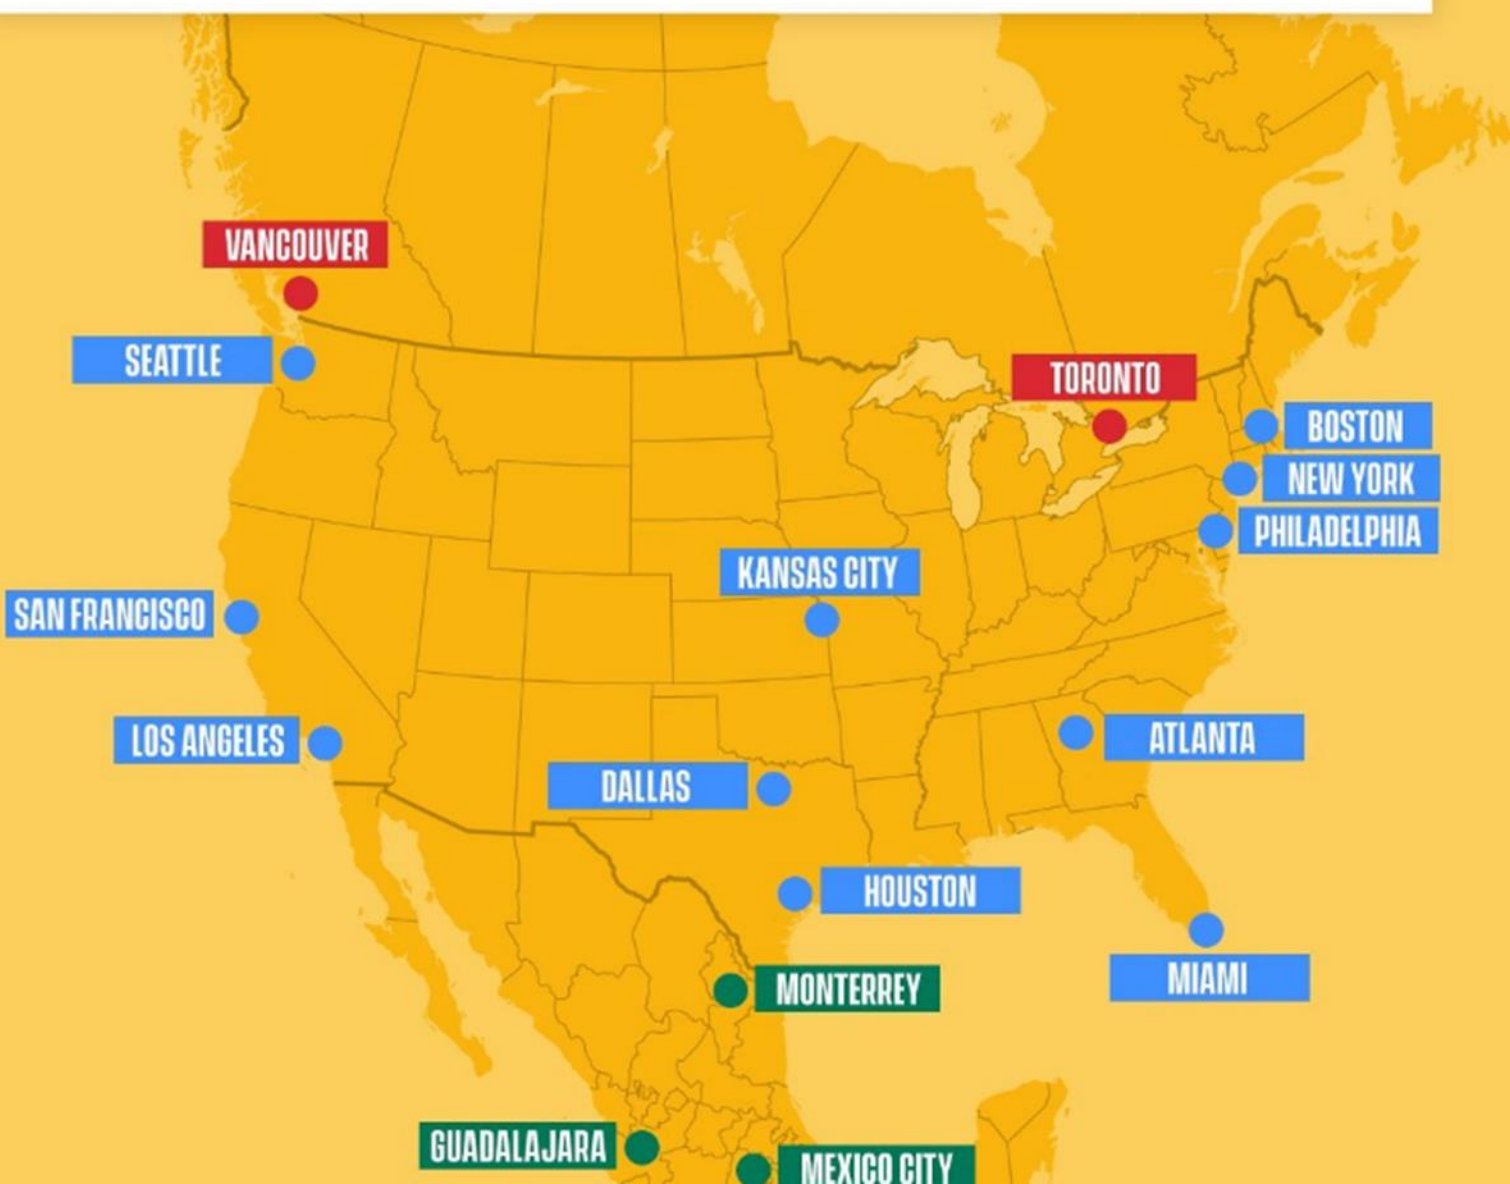 VANCOUVER
SEATTLE
TORONTO
BOSTON
NEW YORK
PHILADELPHIA
KANSAS CITY
SAN FRANCISCO
LOS ANGELES
ATLANTA
DALLAS
HOUSTON
MIAMI
MONTERREY
GUADALAJARA
MEXICO CITY